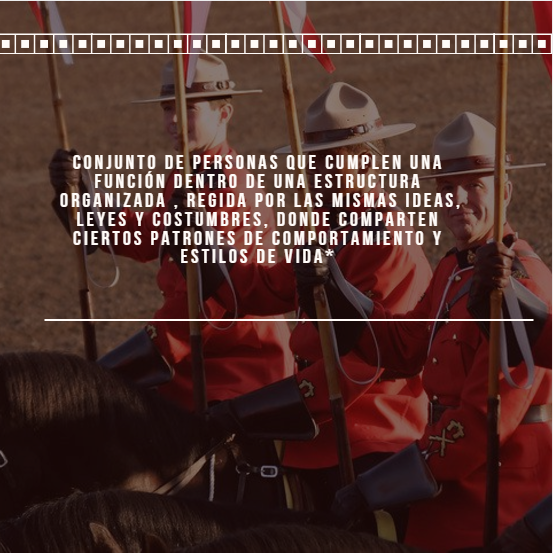 CONJUNTO DE PERSONAS QUE CUMPLEN UNA
FUNCIÓN DENTRO DE UNA ESTRUCTURA
ORGANIZADA , REGIDA POR LAS MISMAS IDEAS,
LEYES Y COSTUMBRES, DONDE COMPARTEN
CIERTOS PATRONES DE COMPORTAMIENTO Y
ESTILOS DE VIDA*